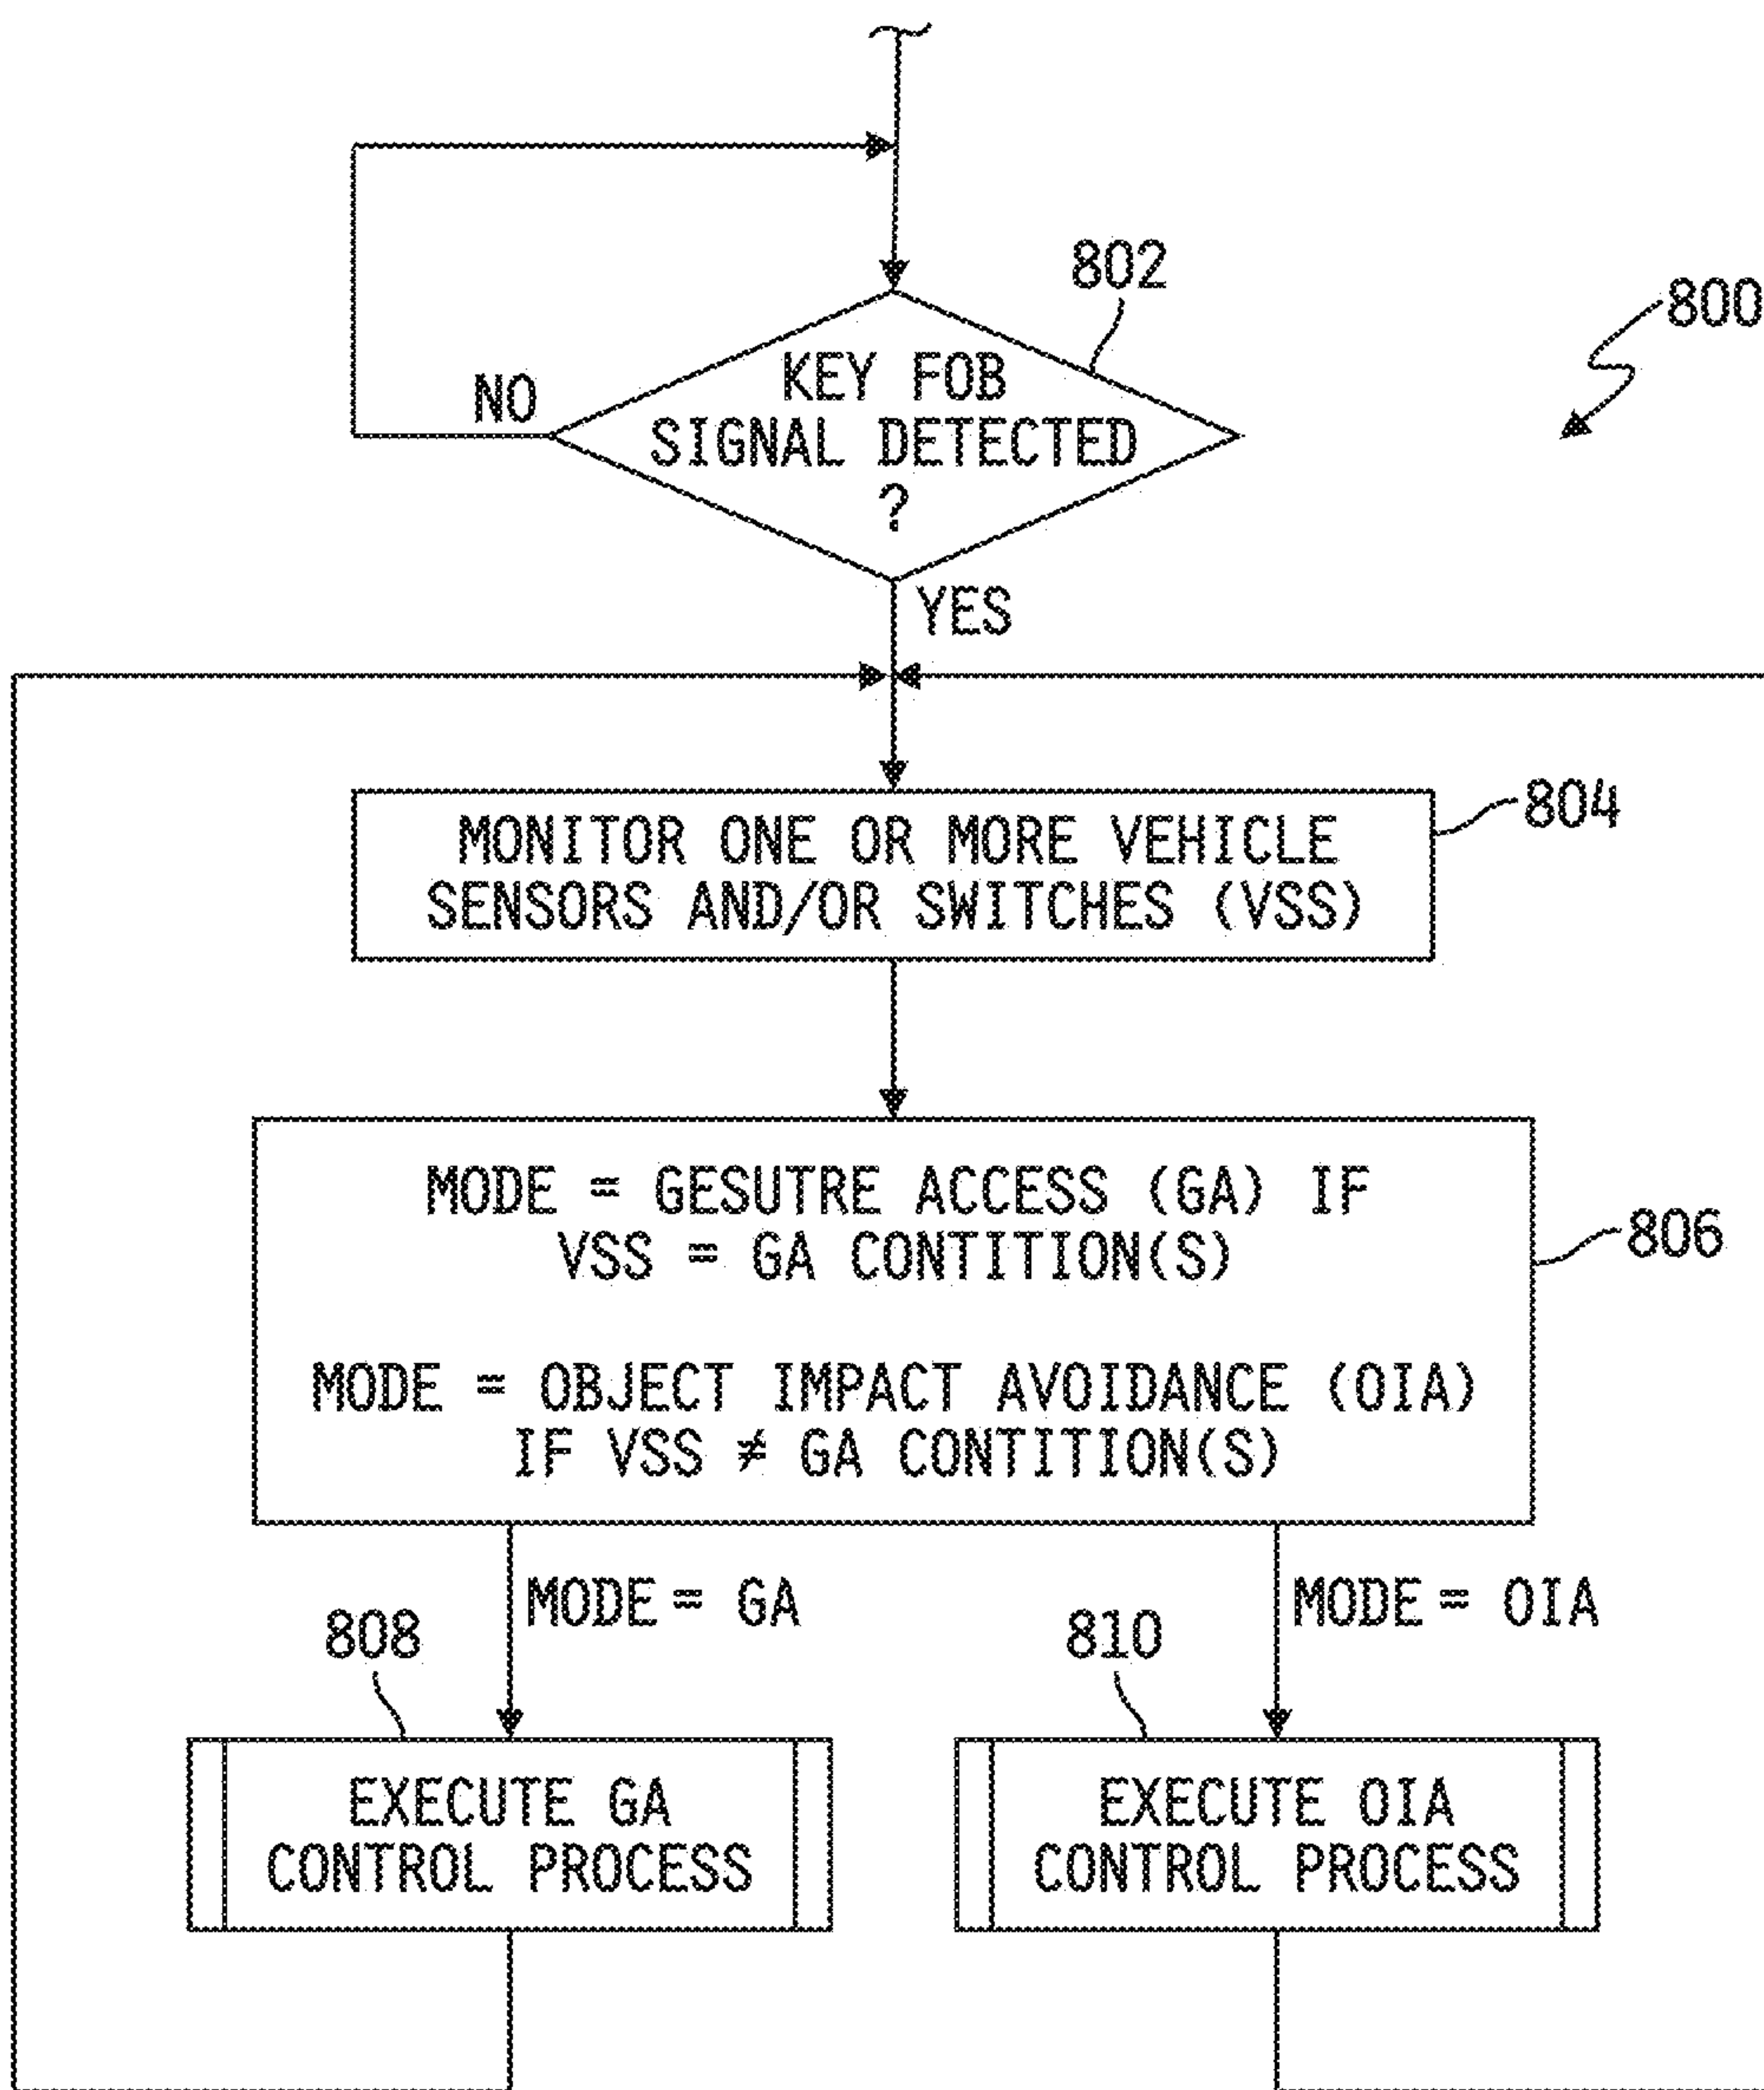 802
800
KEY FOB
SIGNAL DETECTED
?
NO
YES
804
MONITOR ONE OR MORE VEHICLE
SENSORS AND/OR SWITCHES (VSS)
MODE = GESUTRE ACCESS (GA) IF
VSS = GA CONTITION(S)
806
MODE = OBJECT IMPACT AVOIDANCE (OIA)
IF VSS ≠ GA CONTITION(S)
MODE = GA
MODE = OIA
808
810
EXECUTE GA
CONTROL PROCESS
EXECUTE OIA
CONTROL PROCESS